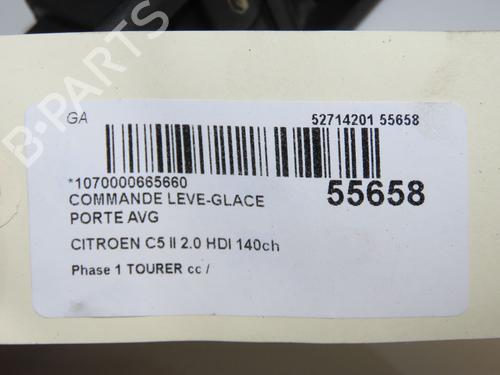 GA
52714201 55658
*1070000665660
COMMANDE LEVE-GLACE
PORTE AVG
55658
CITROEN C5 II 2.0 HDI 140ch
Phase 1 TOURER cc /
B-PARTS